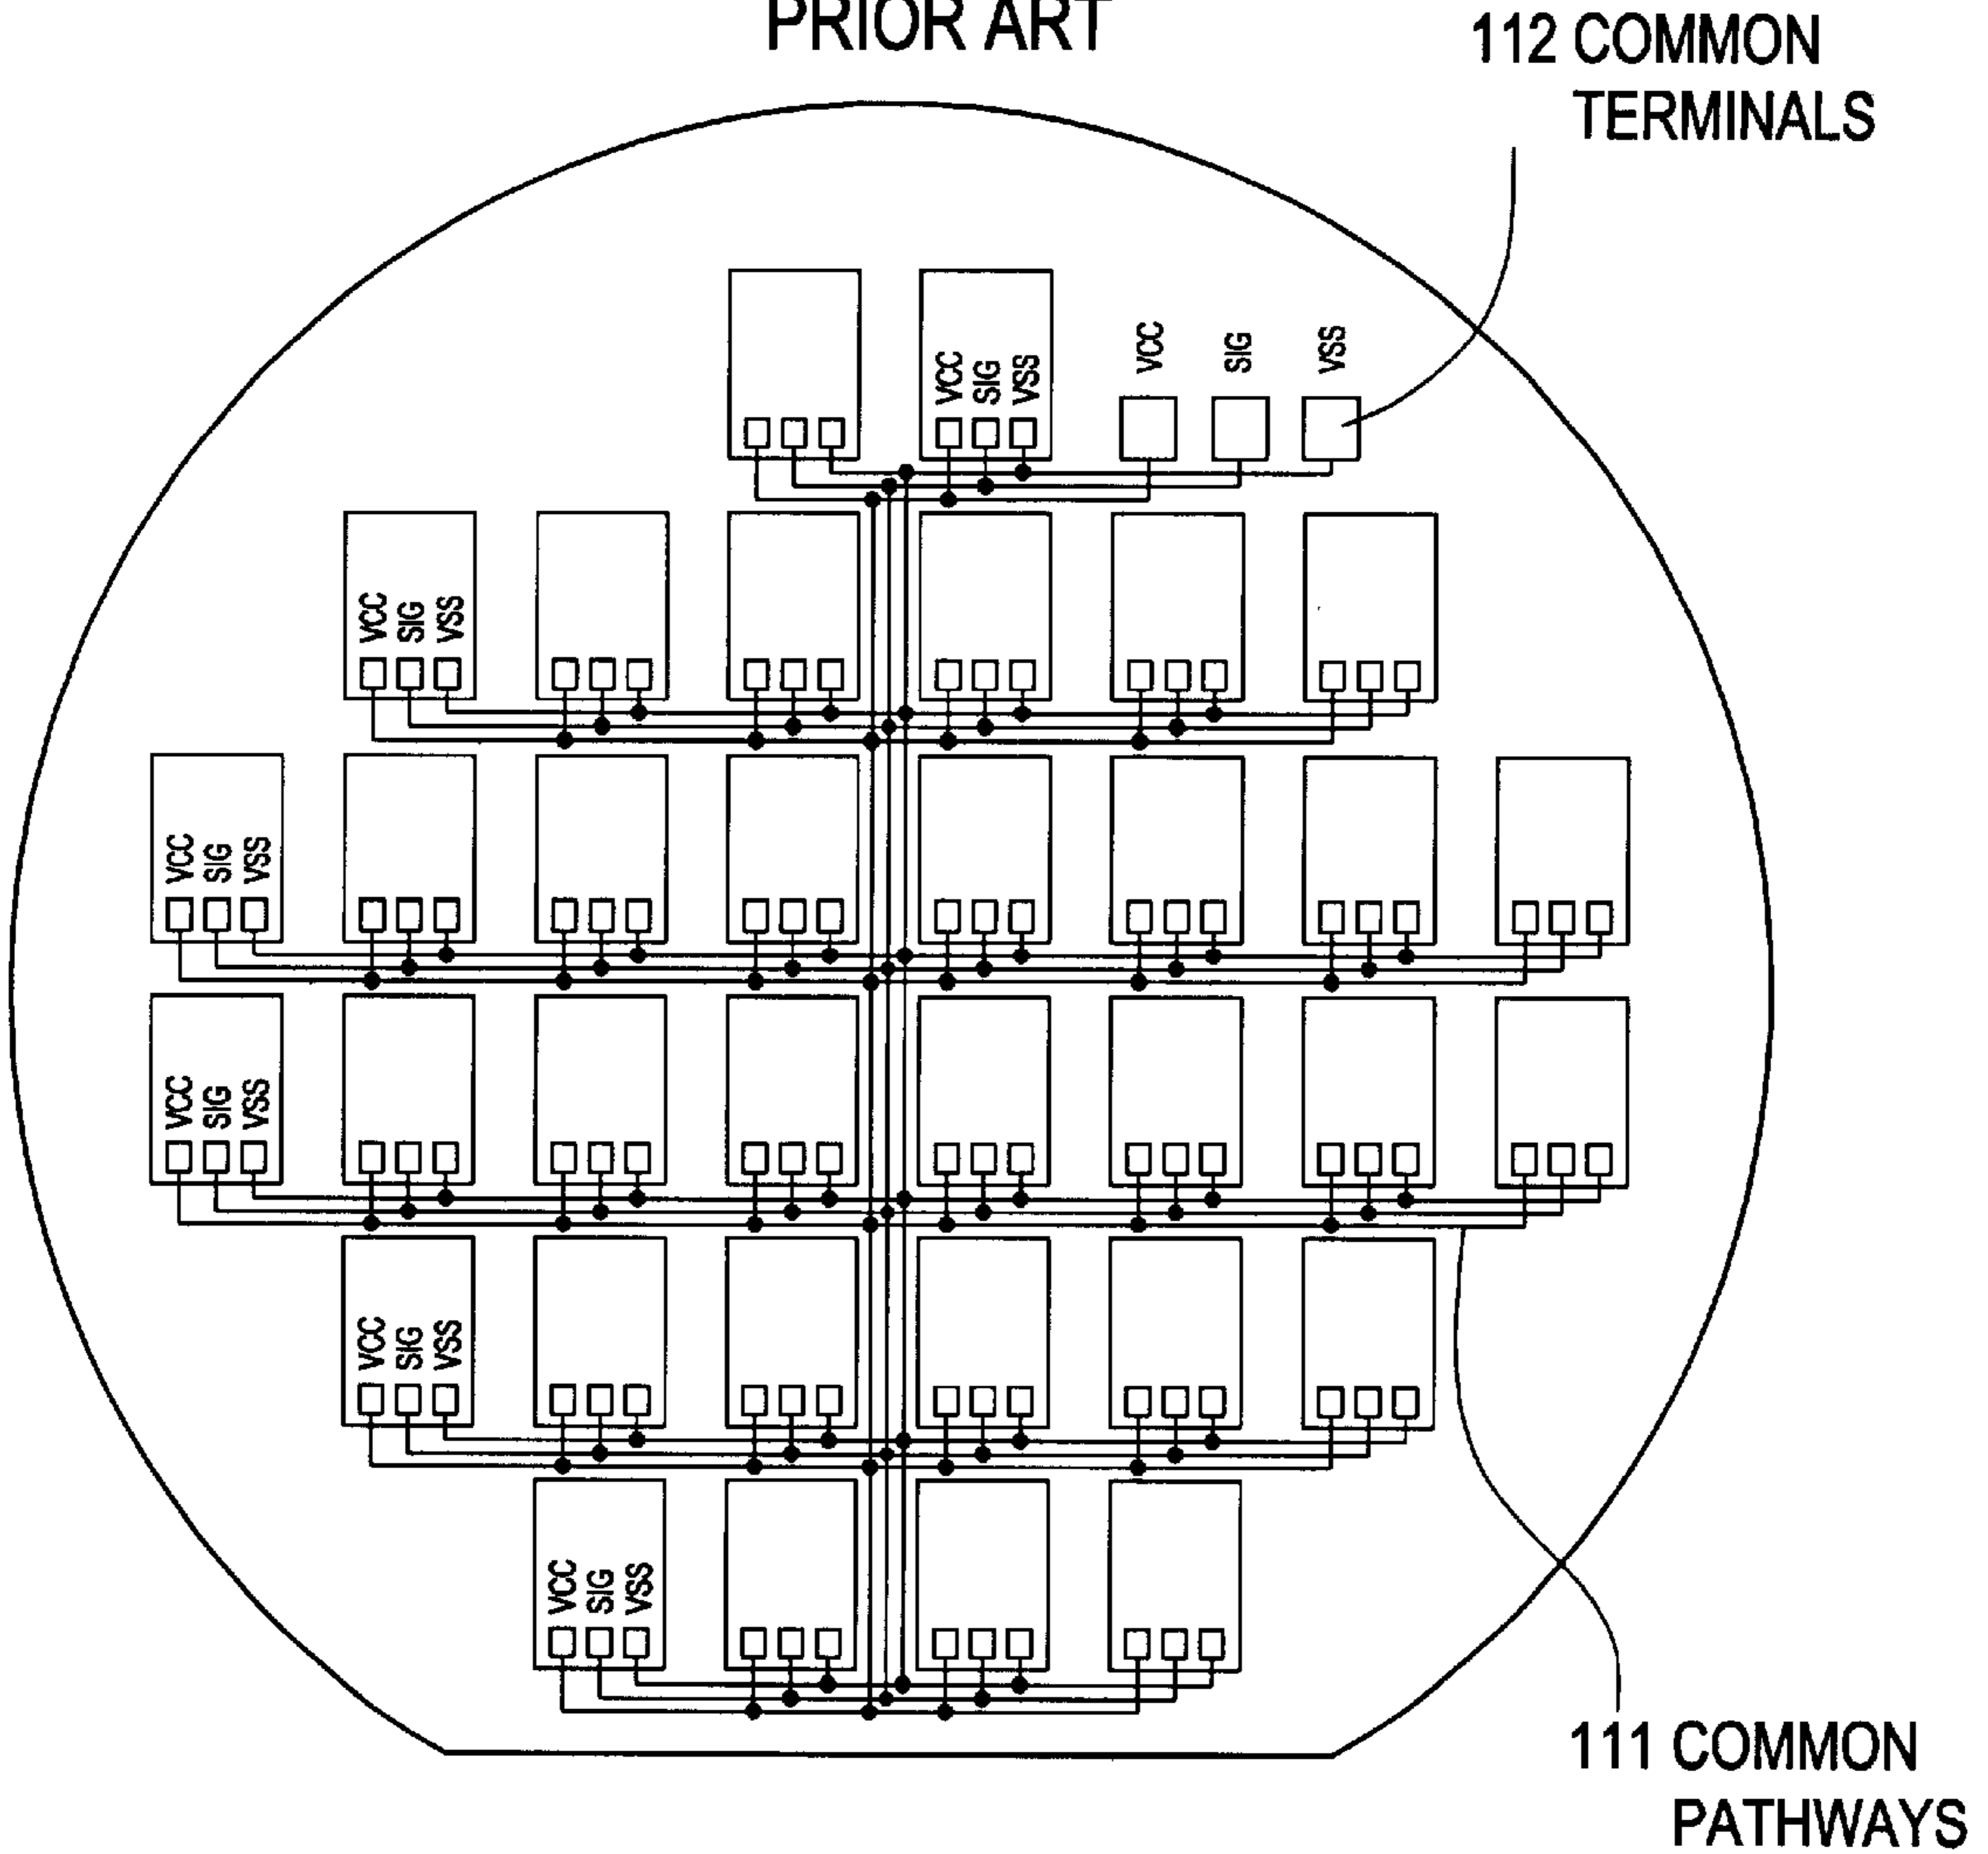 PRIOR ART
112 COMMON
TERMINALS
VCC SIG VSS
VCC SIG VSS
VCC SIG VSS
VCC SIG VSS
VCC SIG VSS
VCC SIG VSS
VCC SIG VSS
111 COMMON
PATHWAYS